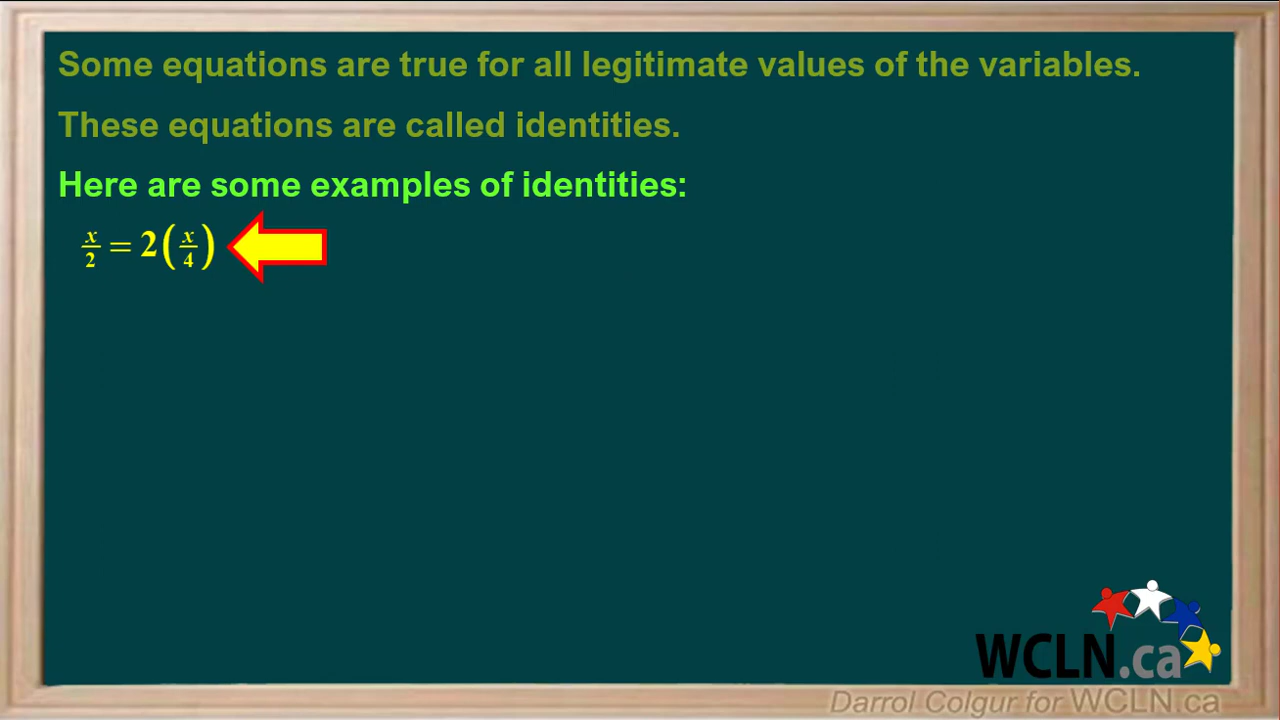 Some equations are true for all legitimate values of the variables.
These equations are called identities.
Here are some examples of identities:
x/2 = 2(x/4)
WCLN.ca
Darrol Colgur for WCLN.ca